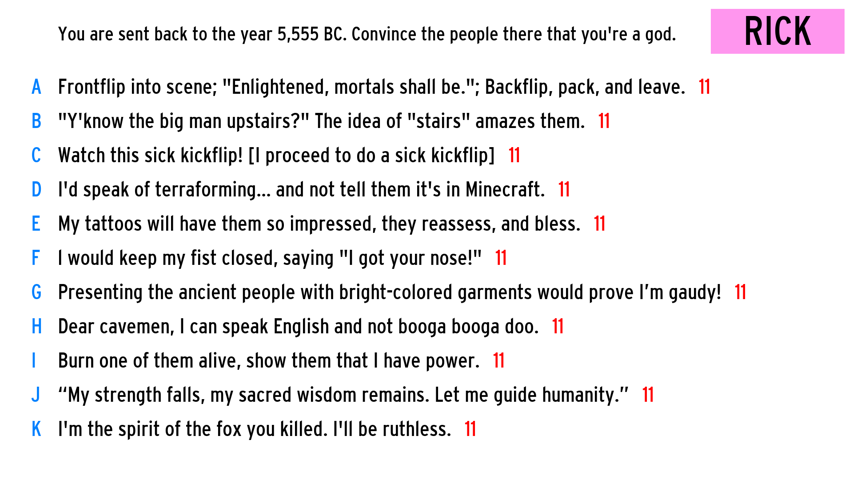 You are sent back to the year 5,555 BC. Convince the people there that you're a god.
RICK
A Frontflip into scene; "Enlightened, mortals shall be."; Backflip, pack, and leave. 11
B "Y'know the big man upstairs?" The idea of "stairs" amazes them. 11
C Watch this sick kickflip! [I proceed to do a sick kickflip] 11
D I'd speak of terraforming... and not tell them it's in Minecraft. 11
E My tattoos will have them so impressed, they reassess, and bless. 11
F I would keep my fist closed, saying "I got your nose!" 11
G Presenting the ancient people with bright-colored garments would prove I’m gaudy! 11
H Dear cavemen, I can speak English and not booga booga doo. 11
I Burn one of them alive, show them that I have power. 11
J “My strength falls, my sacred wisdom remains. Let me guide humanity.” 11
K I'm the spirit of the fox you killed. I'll be ruthless. 11